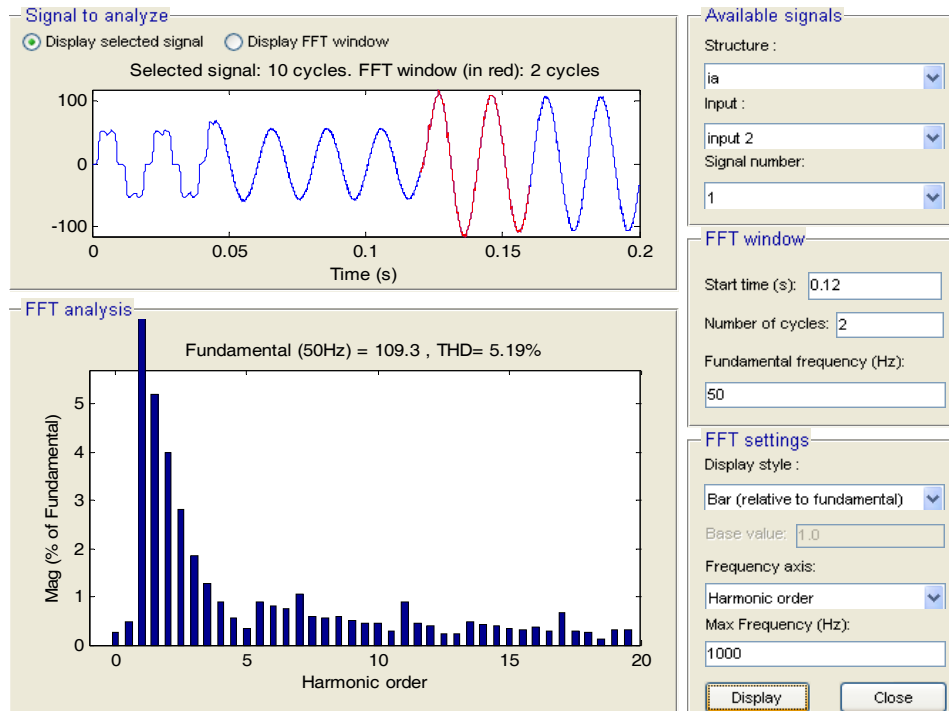 Signal to analyze
Display selected signal
Display FFT window
Selected signal: 10 cycles. FFT window (in red): 2 cycles
100
0
-100
0
0.05
0.1
0.15
0.2
Time (s)
FFT analysis
Fundamental (50Hz) = 109.3 , THD= 5.19%
5
4
3
2
1
0
Mag (% of Fundamental)
0
5
10
15
20
Harmonic order
Available signals
Structure :
ia
Input :
input 2
Signal number:
1
FFT window
Start time (s): 0.12
Number of cycles: 2
Fundamental frequency (Hz):
50
FFT settings
Display style :
Bar (relative to fundamental)
Base value: 1.0
Frequency axis:
Harmonic order
Max Frequency (Hz):
1000
Display
Close